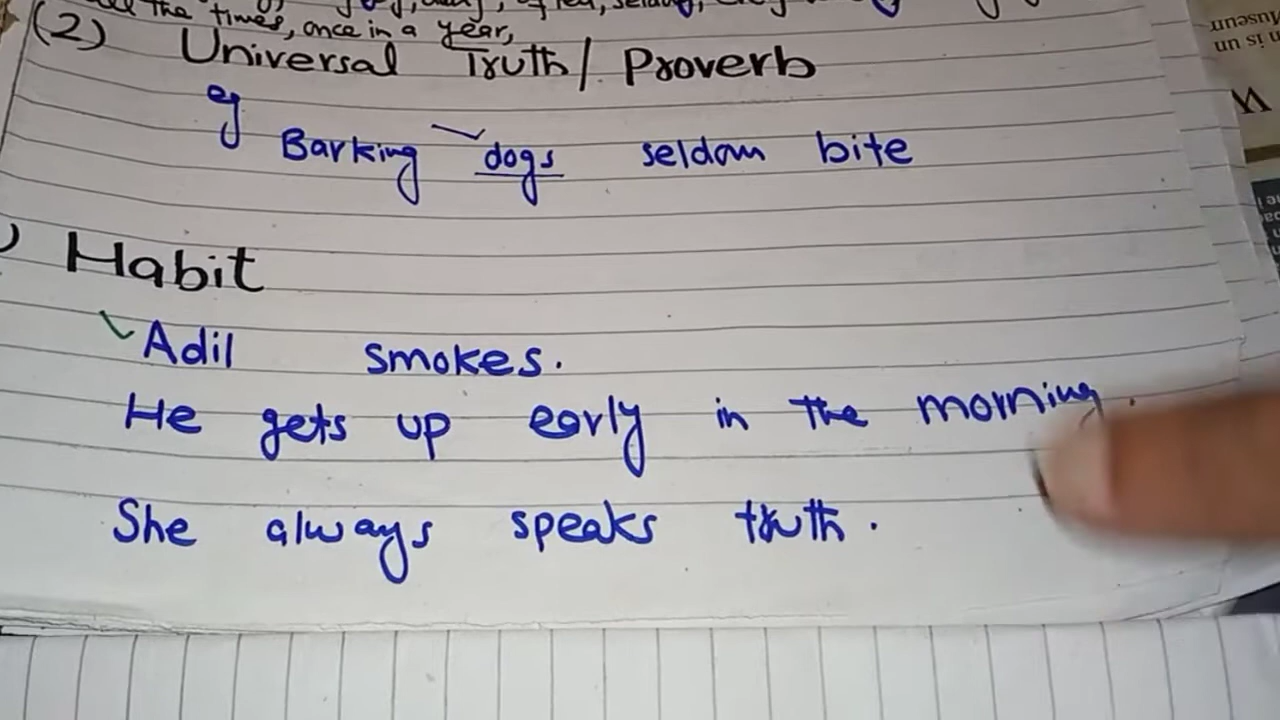 the times, once in a year,
(2) Universal Truth / Proverb
eg
Barking dogs seldom bite
) Habit
Adil smokes.
He gets up early in the morning.
She always speaks truth.